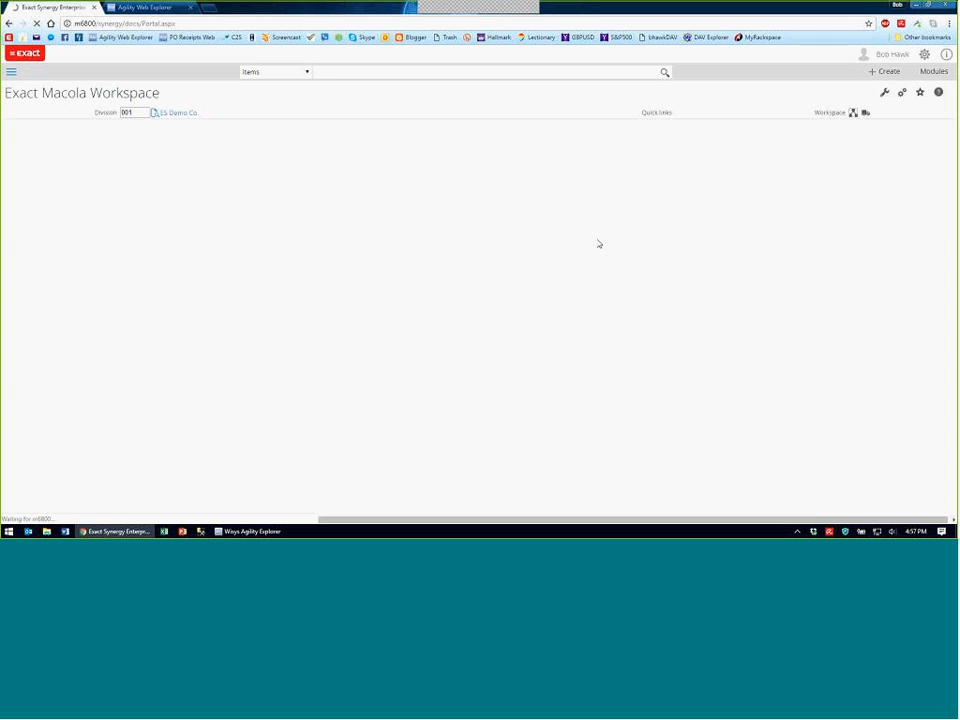 Exact Synergy Enterpris
Agility Web Explorer
Bob
m6800/synergy/docs/Portal.aspx
Agility Web Explorer PO Receipts Web C2S Screencast Skype Blogger Trash Hallmark Lectionary GBPUSD S&P500 bhawkDAV DAV Explorer MyRackspace Other bookmarks
= exact
Bob Hawk
Items
+ Create Modules
Exact Macola Workspace
Division 001 ES Demo Co.
Quick links
Workspace
Waiting for m6800...
Exact Synergy Enterpr...
Wisys Agility Explorer
4:57 PM